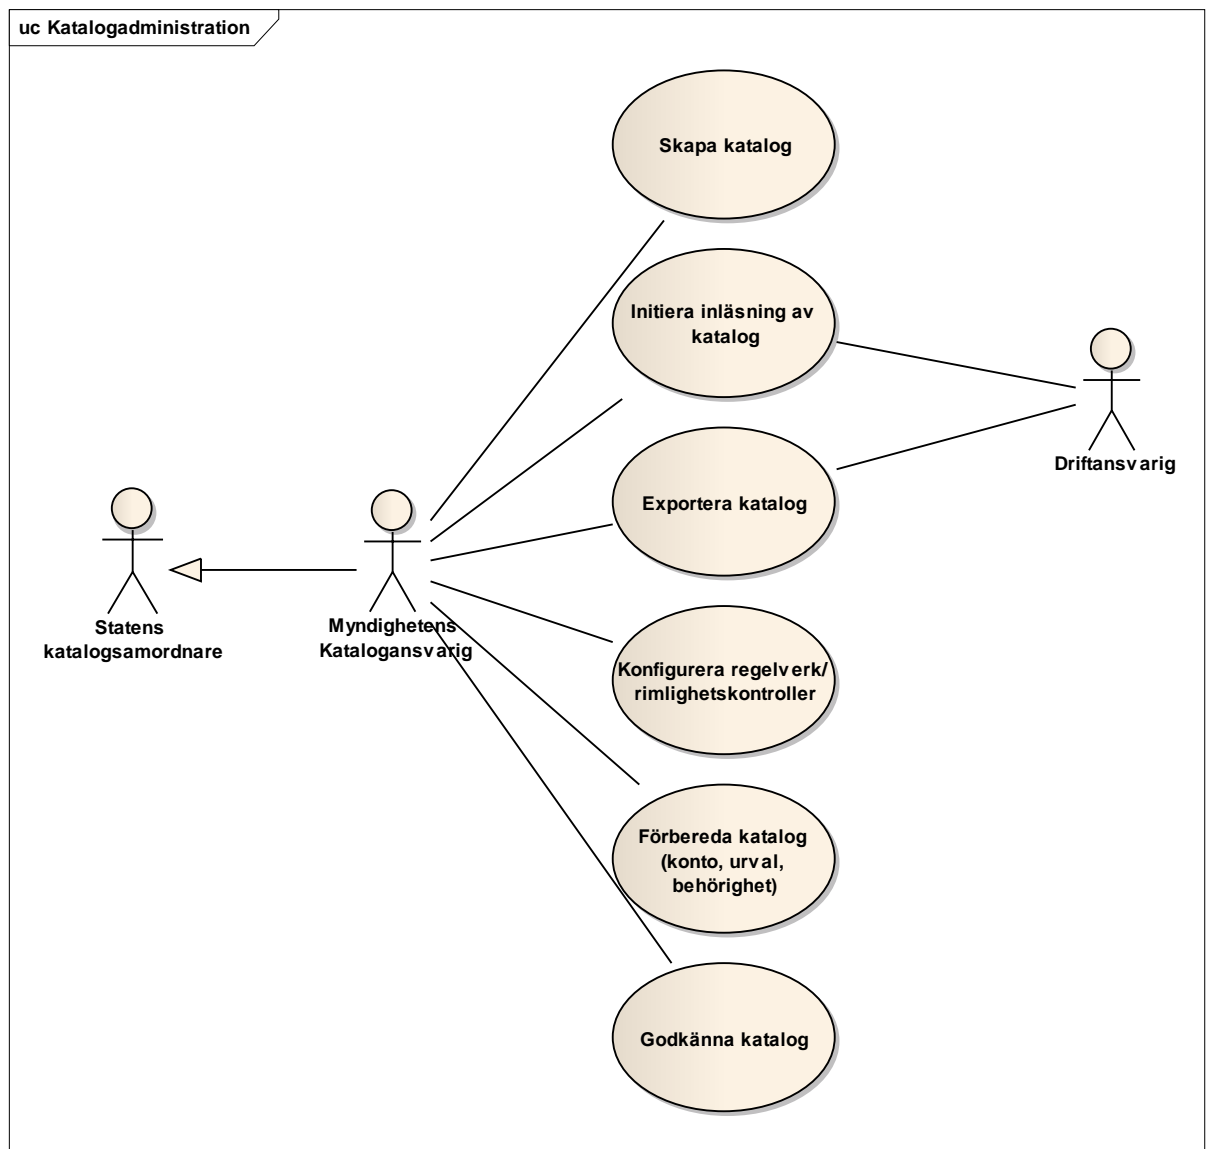 uc Katalogadministration
Skapa katalog
Initiera inläsning av
katalog
Exportera katalog
Driftansvarig
Statens
katalogsamordnare
Myndighetens
Katalogansvarig
Konfigurera regelverk/
rimlighetskontroller
Förbereda katalog
(konto, urval,
behörighet)
Godkänna katalog